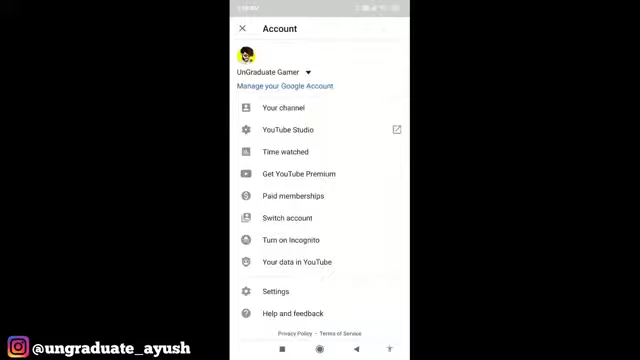 Account
UnGraduate Gamer
Manage your Google Account
Your channel
YouTube Studio
Time watched
Get YouTube Premium
Paid memberships
Switch account
Turn on Incognito
Your data in YouTube
Settings
Help and feedback
Privacy Policy • Terms of Service
@ungraduate_ayush